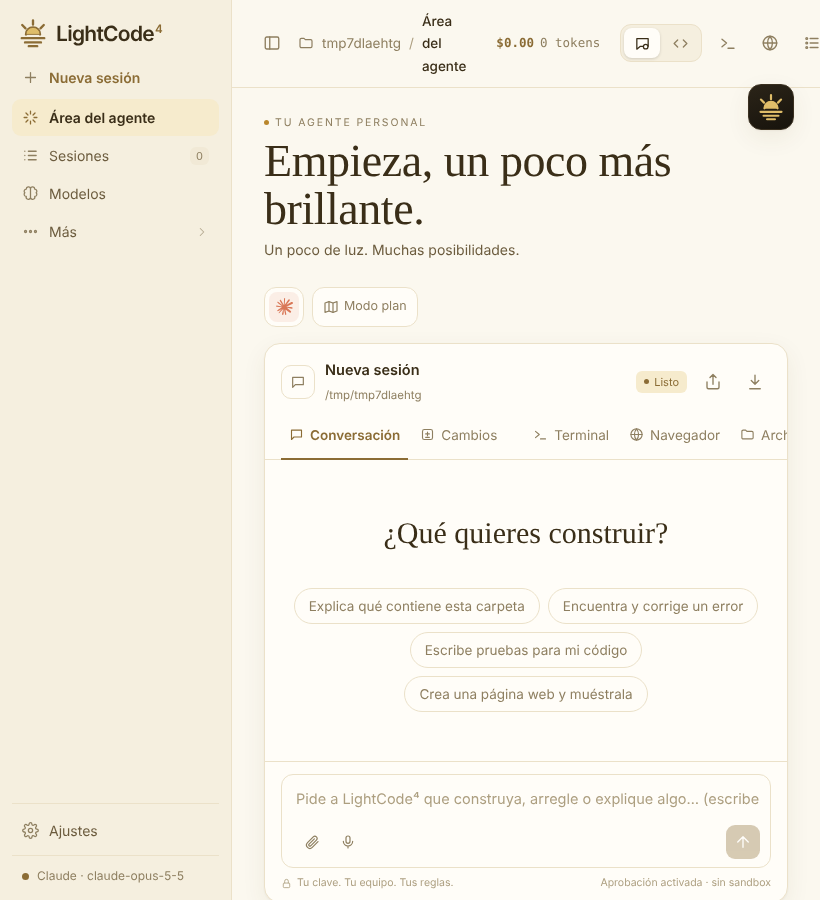 LightCode⁴
Nueva sesión
Área del agente
Sesiones 0
Modelos
Más
Ajustes
Claude · claude-opus-5-5
tmp7dlaehtg / Área del agente
$0.00 0 tokens
TU AGENTE PERSONAL
Empieza, un poco más
brillante.
Un poco de luz. Muchas posibilidades.
Modo plan
Nueva sesión
/tmp/tmp7dlaehtg
Listo
Conversación Cambios Terminal Navegador Arch
¿Qué quieres construir?
Explica qué contiene esta carpeta Encuentra y corrige un error
Escribe pruebas para mi código
Crea una página web y muéstrala
Pide a LightCode⁴ que construya, arregle o explique algo... (escribe
Tu clave. Tu equipo. Tus reglas. Aprobación activada · sin sandbox